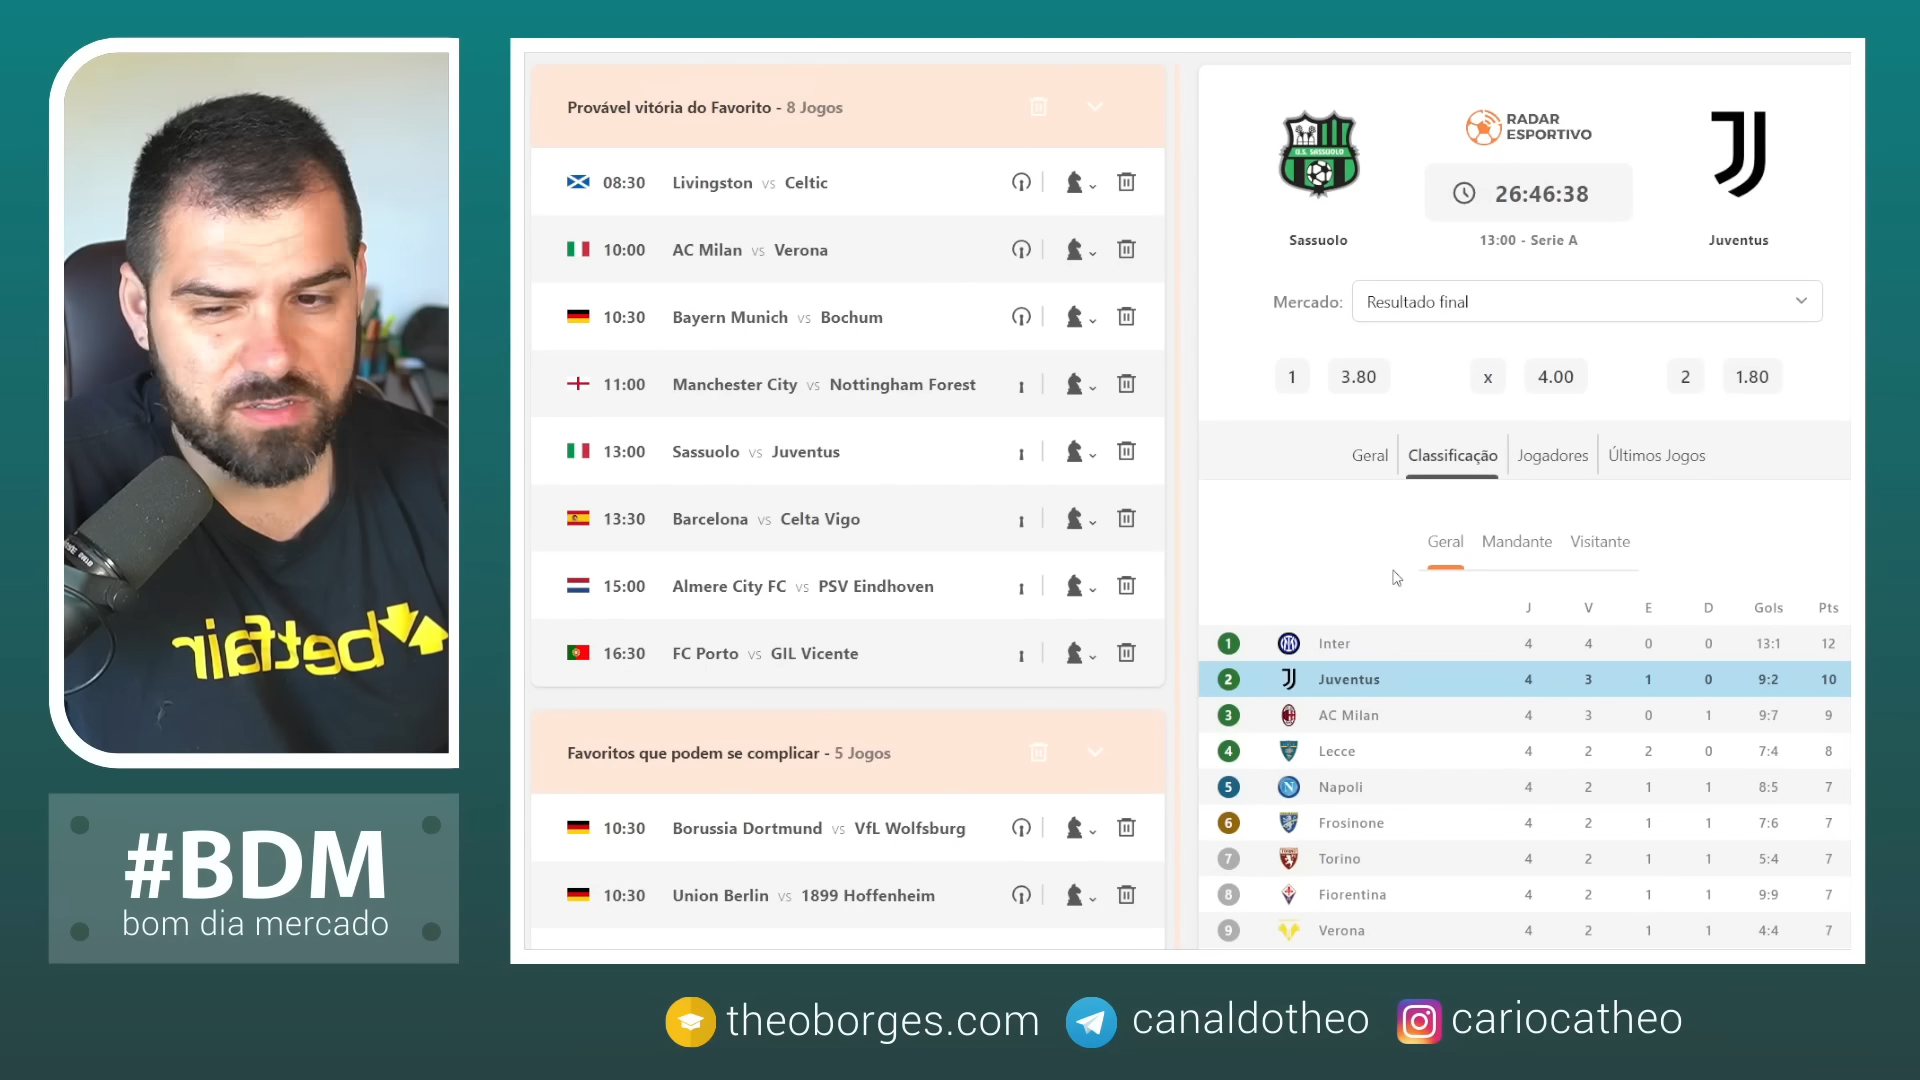 betfair
#BDM
bom dia mercado
Provável vitória do Favorito - 8 Jogos
08:30 Livingston vs Celtic
10:00 AC Milan vs Verona
10:30 Bayern Munich vs Bochum
11:00 Manchester City vs Nottingham Forest
13:00 Sassuolo vs Juventus
13:30 Barcelona vs Celta Vigo
15:00 Almere City FC vs PSV Eindhoven
16:30 FC Porto vs GIL Vicente
Favoritos que podem se complicar - 5 Jogos
10:30 Borussia Dortmund vs VfL Wolfsburg
10:30 Union Berlin vs 1899 Hoffenheim
U.S. SASSUOLO
RADAR
ESPORTIVO
26:46:38
Sassuolo 13:00 - Serie A Juventus
Mercado: Resultado final
1 3.80 x 4.00 2 1.80
Geral Classificação Jogadores Últimos Jogos
Geral Mandante Visitante
J V E D Gols Pts
1 Inter 4 4 0 0 13:1 12
2 Juventus 4 3 1 0 9:2 10
3 AC Milan 4 3 0 1 9:7 9
4 Lecce 4 2 2 0 7:4 8
5 Napoli 4 2 1 1 8:5 7
6 Frosinone 4 2 1 1 7:6 7
7 Torino 4 2 1 1 5:4 7
8 Fiorentina 4 2 1 1 9:9 7
9 Verona 4 2 1 1 4:4 7
theoborges.com canaldotheo cariocatheo